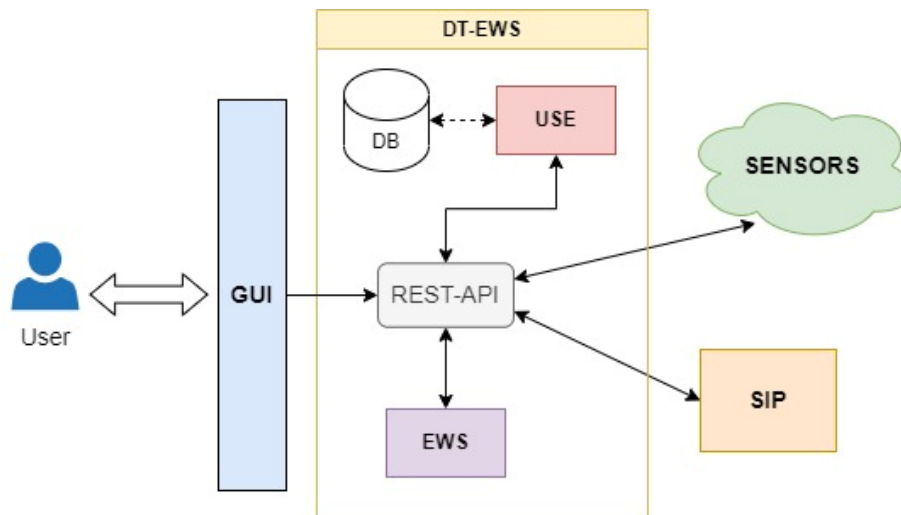 DT-EWS
DB
USE
SENSORS
User
GUI
REST-API
EWS
SIP